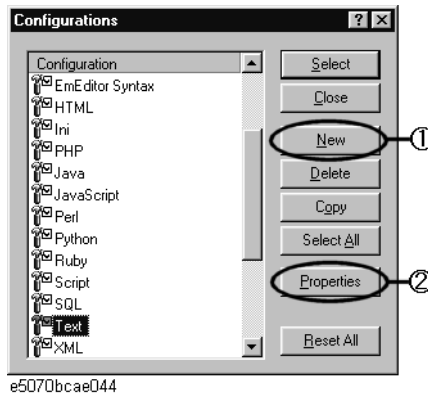 Configurations
Configuration
EmEditor Syntax
HTML
Ini
PHP
Java
JavaScript
Perl
Python
Ruby
Script
SQL
Text
XML
Select
Close
New
①
Delete
Copy
Select All
Properties
②
Reset All
e5070bcae044